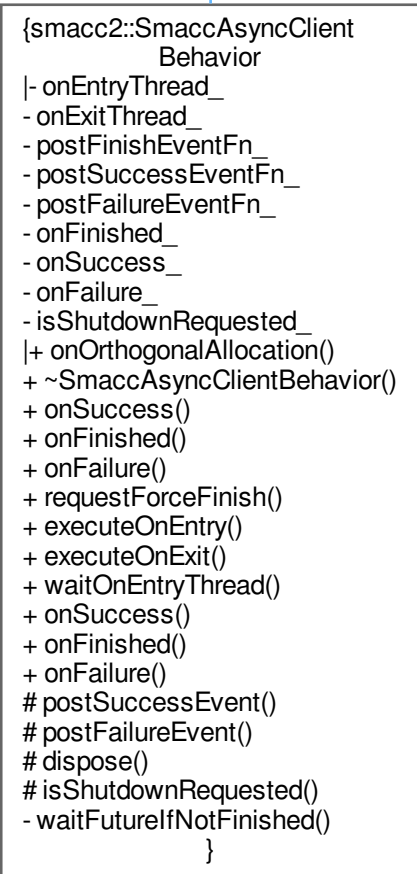 {smacc2::SmaccAsyncClient
Behavior
|- onEntryThread_
- onExitThread_
- postFinishEventFn_
- postSuccessEventFn_
- postFailureEventFn_
- onFinished_
- onSuccess_
- onFailure_
- isShutdownRequested_
|+ onOrthogonalAllocation()
+ ~SmaccAsyncClientBehavior()
+ onSuccess()
+ onFinished()
+ onFailure()
+ requestForceFinish()
+ executeOnEntry()
+ executeOnExit()
+ waitOnEntryThread()
+ onSuccess()
+ onFinished()
+ onFailure()
# postSuccessEvent()
# postFailureEvent()
# dispose()
# isShutdownRequested()
- waitFutureIfNotFinished()
}